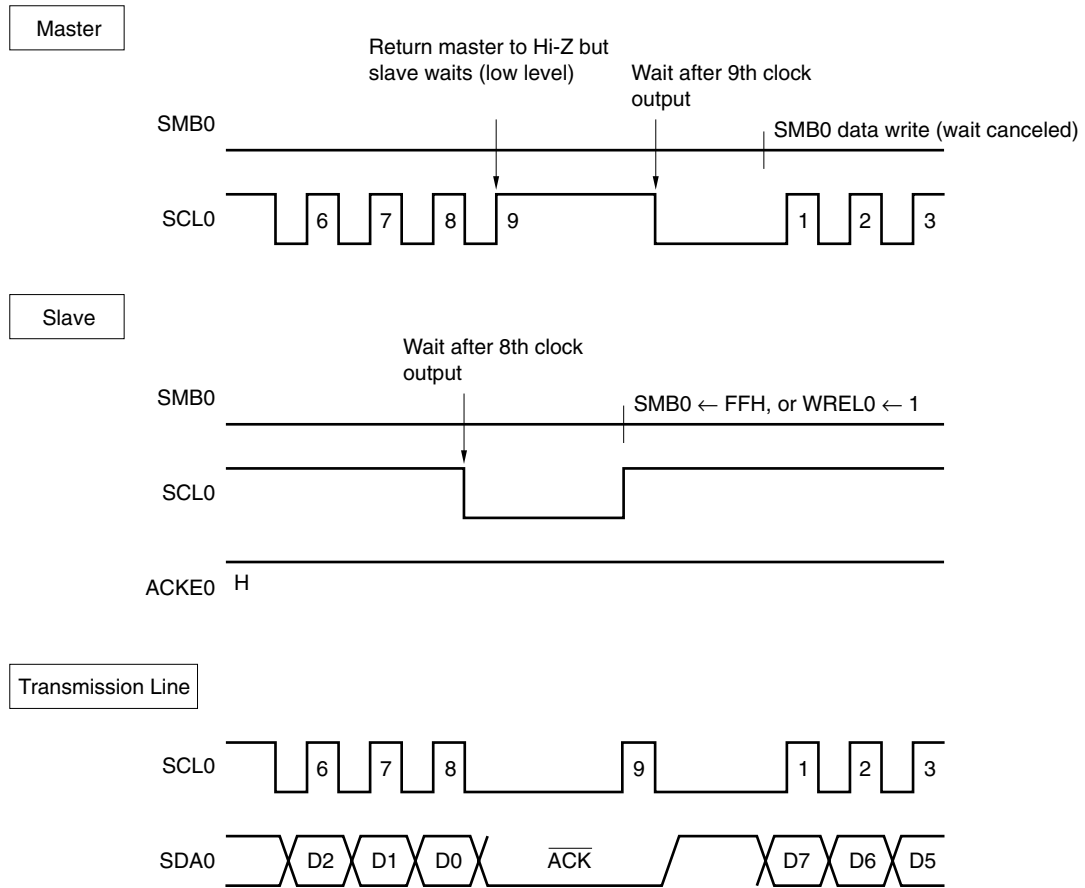 Master
Return master to Hi-Z but
slave waits (low level)
Wait after 9th clock
output
SMB0
SMB0 data write (wait canceled)
SCL0
6 7 8 9 1 2 3
Slave
Wait after 8th clock
output
SMB0
SMB0 ← FFH, or WREL0 ← 1
SCL0
ACKE0 H
Transmission Line
SCL0
6 7 8 9 1 2 3
SDA0
D2 D1 D0 A̅C̅K̅ D7 D6 D5